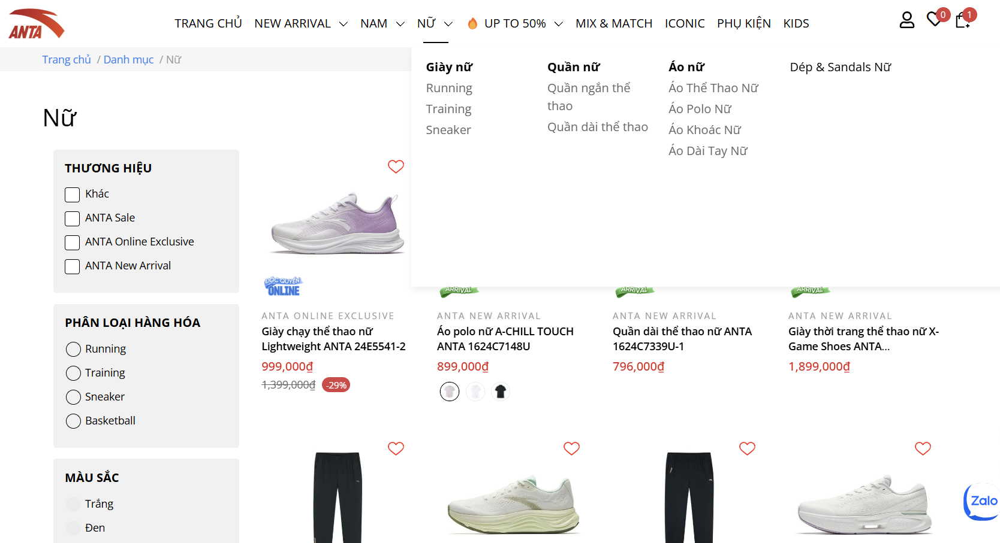 ANTA
TRANG CHỦ NEW ARRIVAL NAM NỮ UP TO 50% MIX & MATCH ICONIC PHỤ KIỆN KIDS
0
1
Trang chủ / Danh mục / Nữ
Giày nữ
Running
Training
Sneaker
Quần nữ
Quần ngắn thể
thao
Quần dài thể thao
Áo nữ
Áo Thể Thao Nữ
Áo Polo Nữ
Áo Khoác Nữ
Áo Dài Tay Nữ
Dép & Sandals Nữ
Nữ
THƯƠNG HIỆU
Khác
ANTA Sale
ANTA Online Exclusive
ANTA New Arrival
PHÂN LOẠI HÀNG HÓA
Running
Training
Sneaker
Basketball
MÀU SẮC
Trắng
Đen
ĐỘC QUYỀN
ONLINE
ANTA ONLINE EXCLUSIVE
Giày chạy thể thao nữ
Lightweight ANTA 24E5541-2
999,000₫
1,399,000₫ -29%
ARRIVAL
ANTA NEW ARRIVAL
Áo polo nữ A-CHILL TOUCH
ANTA 1624C7148U
899,000₫
ARRIVAL
ANTA NEW ARRIVAL
Quần dài thể thao nữ ANTA
1624C7339U-1
796,000₫
ARRIVAL
ANTA NEW ARRIVAL
Giày thời trang thể thao nữ X-
Game Shoes ANTA...
1,899,000₫
Zalo